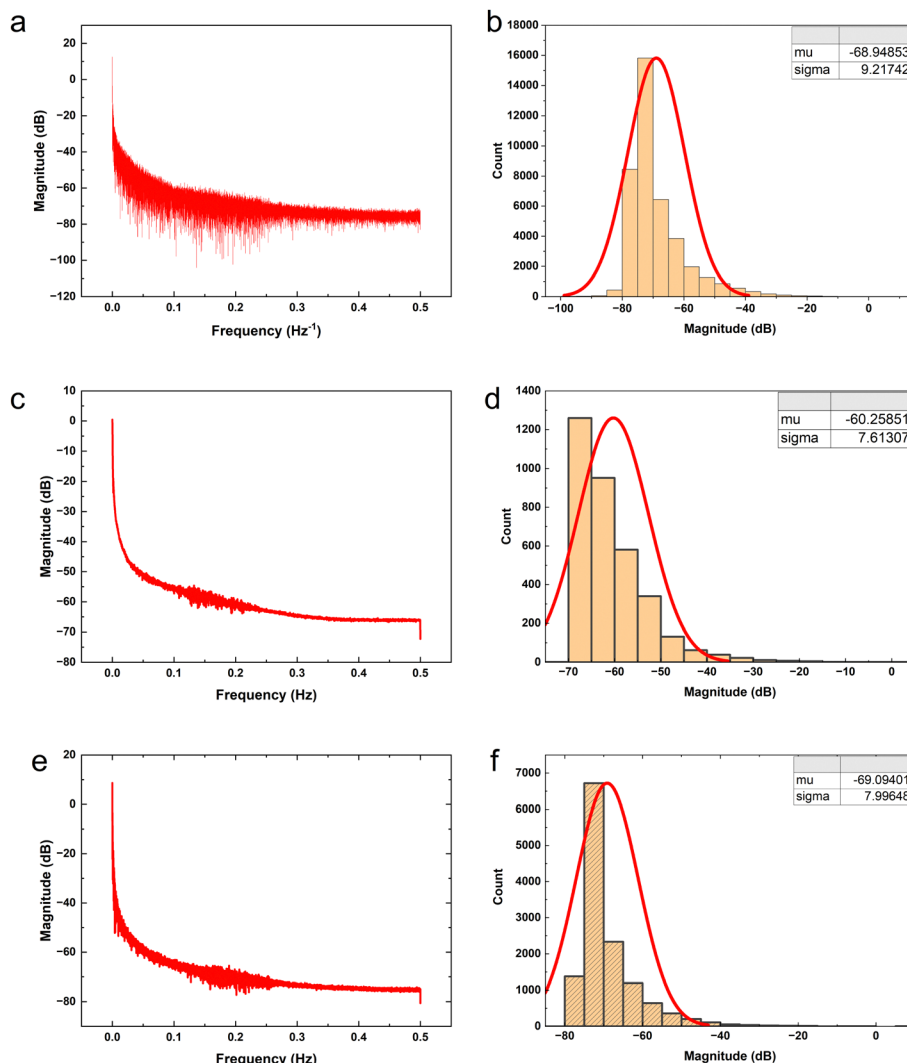 a
20
0
−20
−40
−60
−80
−100
−120
0.0 0.1 0.2 0.3 0.4 0.5
Magnitude (dB)
Frequency (Hz-1)
b
18000
16000
14000
12000
10000
8000
6000
4000
2000
0
−100 −80 −60 −40 −20 0
Count
Magnitude (dB)
mu -68.94853
sigma 9.21742
c
10
0
−10
−20
−30
−40
−50
−60
−70
−80
0.0 0.1 0.2 0.3 0.4 0.5
Magnitude (dB)
Frequency (Hz)
d
1400
1200
1000
800
600
400
200
0
−70 −60 −50 −40 −30 −20 −10 0
Count
Magnitude (dB)
mu -60.25851
sigma 7.61307
e
20
0
−20
−40
−60
−80
0.0 0.1 0.2 0.3 0.4 0.5
Magnitude (dB)
Frequency (Hz)
f
7000
6000
5000
4000
3000
2000
1000
0
−80 −60 −40 −20 0
Count
Magnitude (dB)
mu -69.09401
sigma 7.99648